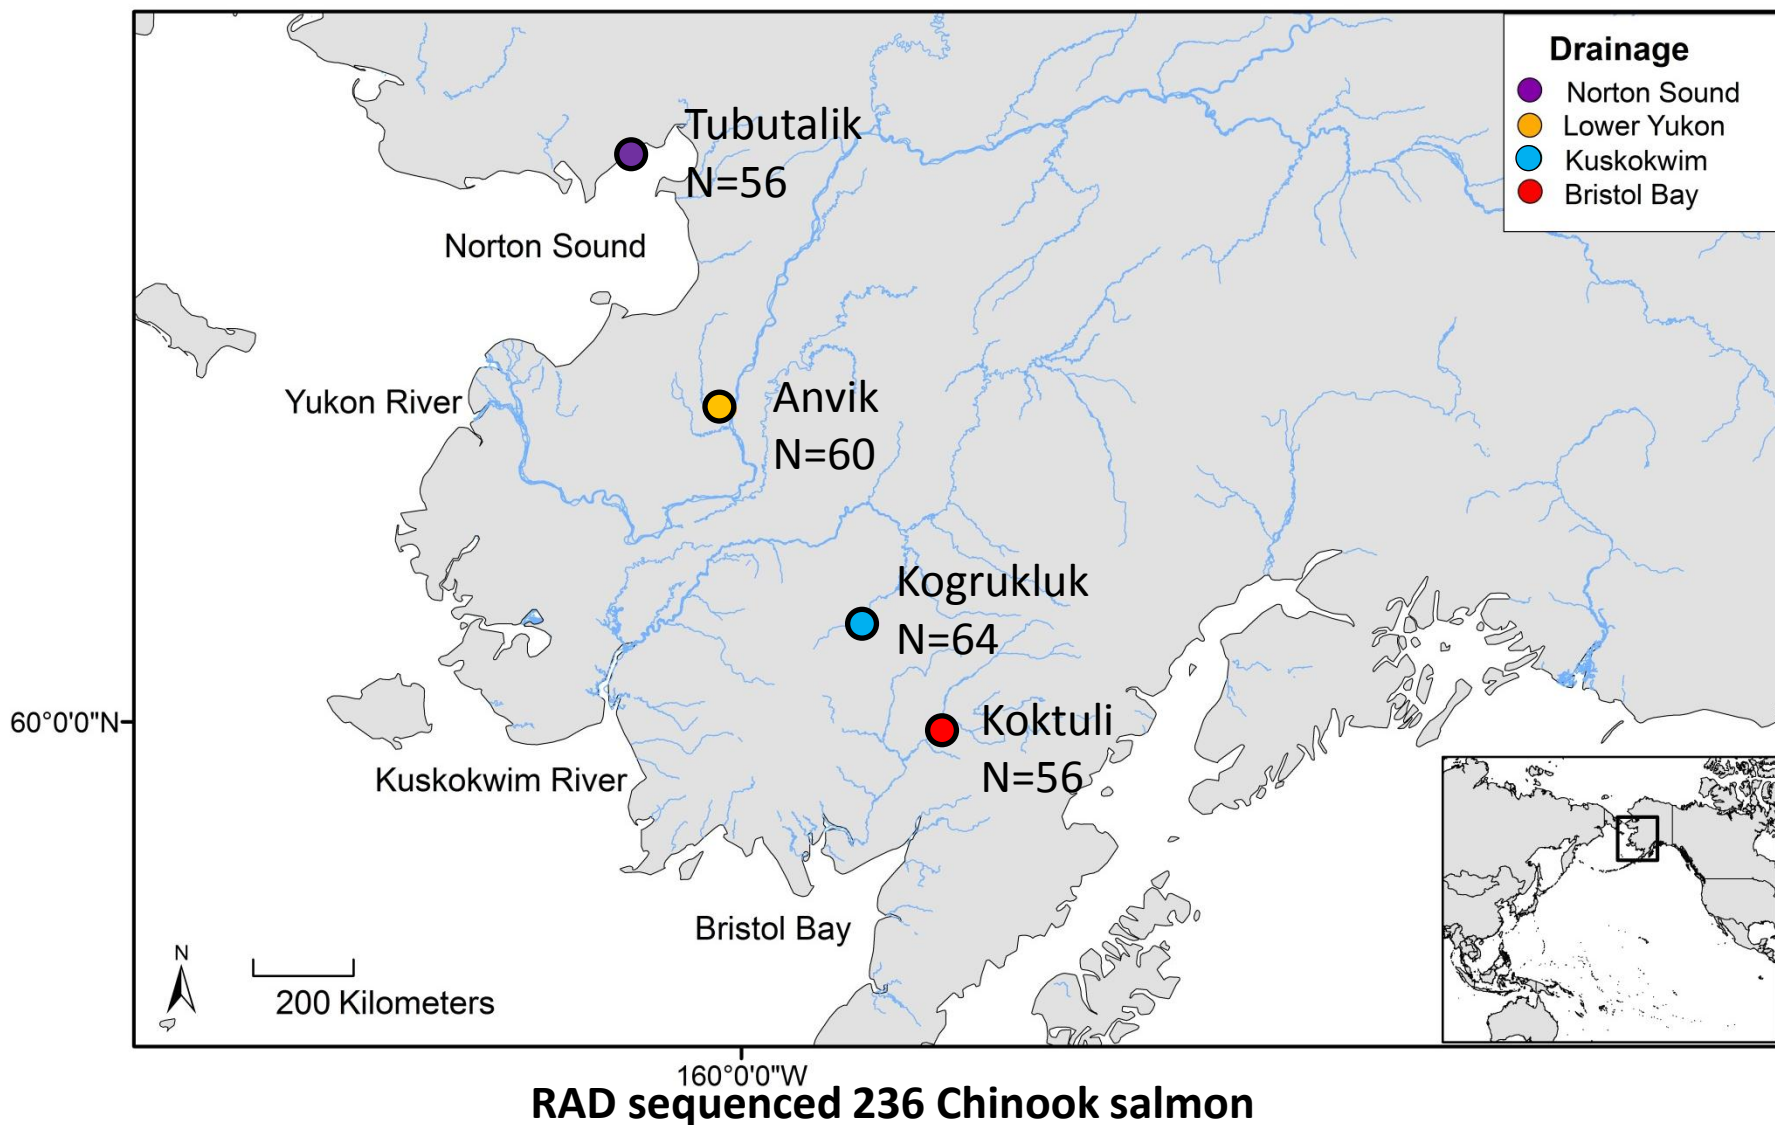 Drainage
Norton Sound
Lower Yukon
Kuskokwim
Bristol Bay
Tubutalik
N=56
Norton Sound
Yukon River
Anvik
N=60
Kogrukluk
N=64
60°0'0"N
Koktuli
N=56
Kuskokwim River
Bristol Bay
N
200 Kilometers
160°0'0"W
RAD sequenced 236 Chinook salmon